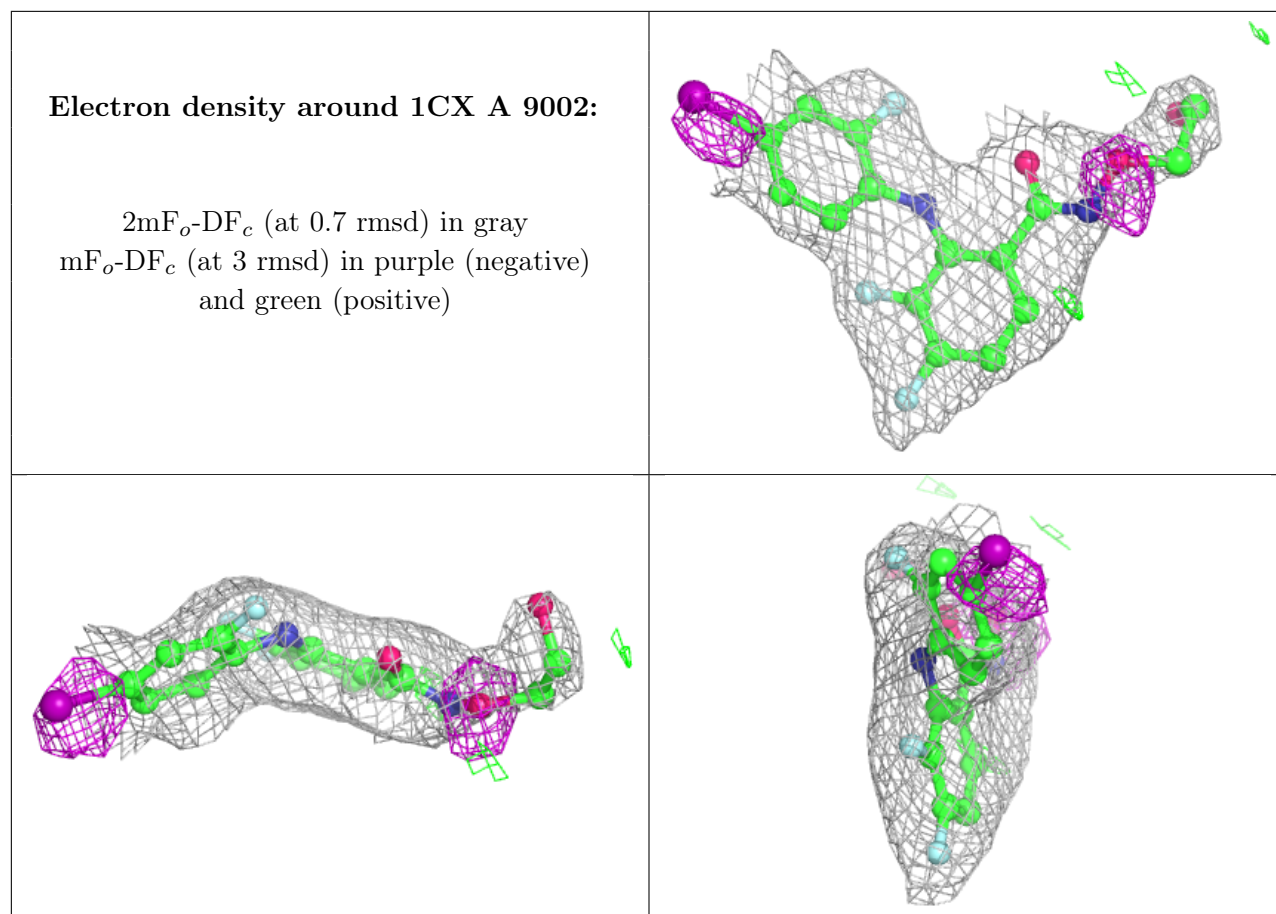 Electron density around 1CX A 9002:
2mFₒ-DF𝒸 (at 0.7 rmsd) in gray
mFₒ-DF𝒸 (at 3 rmsd) in purple (negative)
and green (positive)